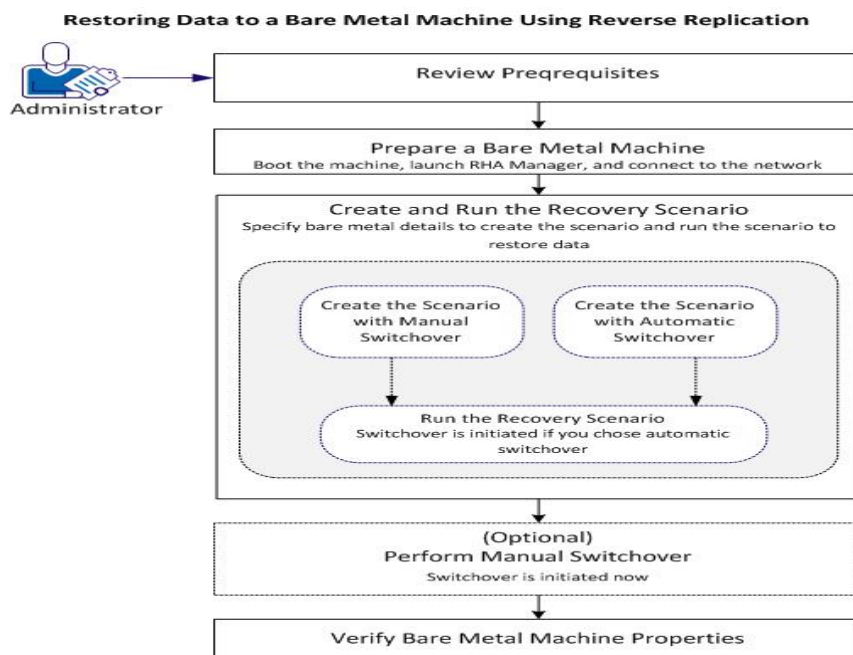 Restoring Data to a Bare Metal Machine Using Reverse Replication
Administrator
Review Preqrequisites
Prepare a Bare Metal Machine
Boot the machine, launch RHA Manager, and connect to the network
Create and Run the Recovery Scenario
Specify bare metal details to create the scenario and run the scenario to
restore data
Create the Scenario
with Manual
Switchover
Create the Scenario
with Automatic
Switchover
Run the Recovery Scenario
Switchover is initiated if you chose automatic
switchover
(Optional)
Perform Manual Switchover
Switchover is initiated now
Verify Bare Metal Machine Properties